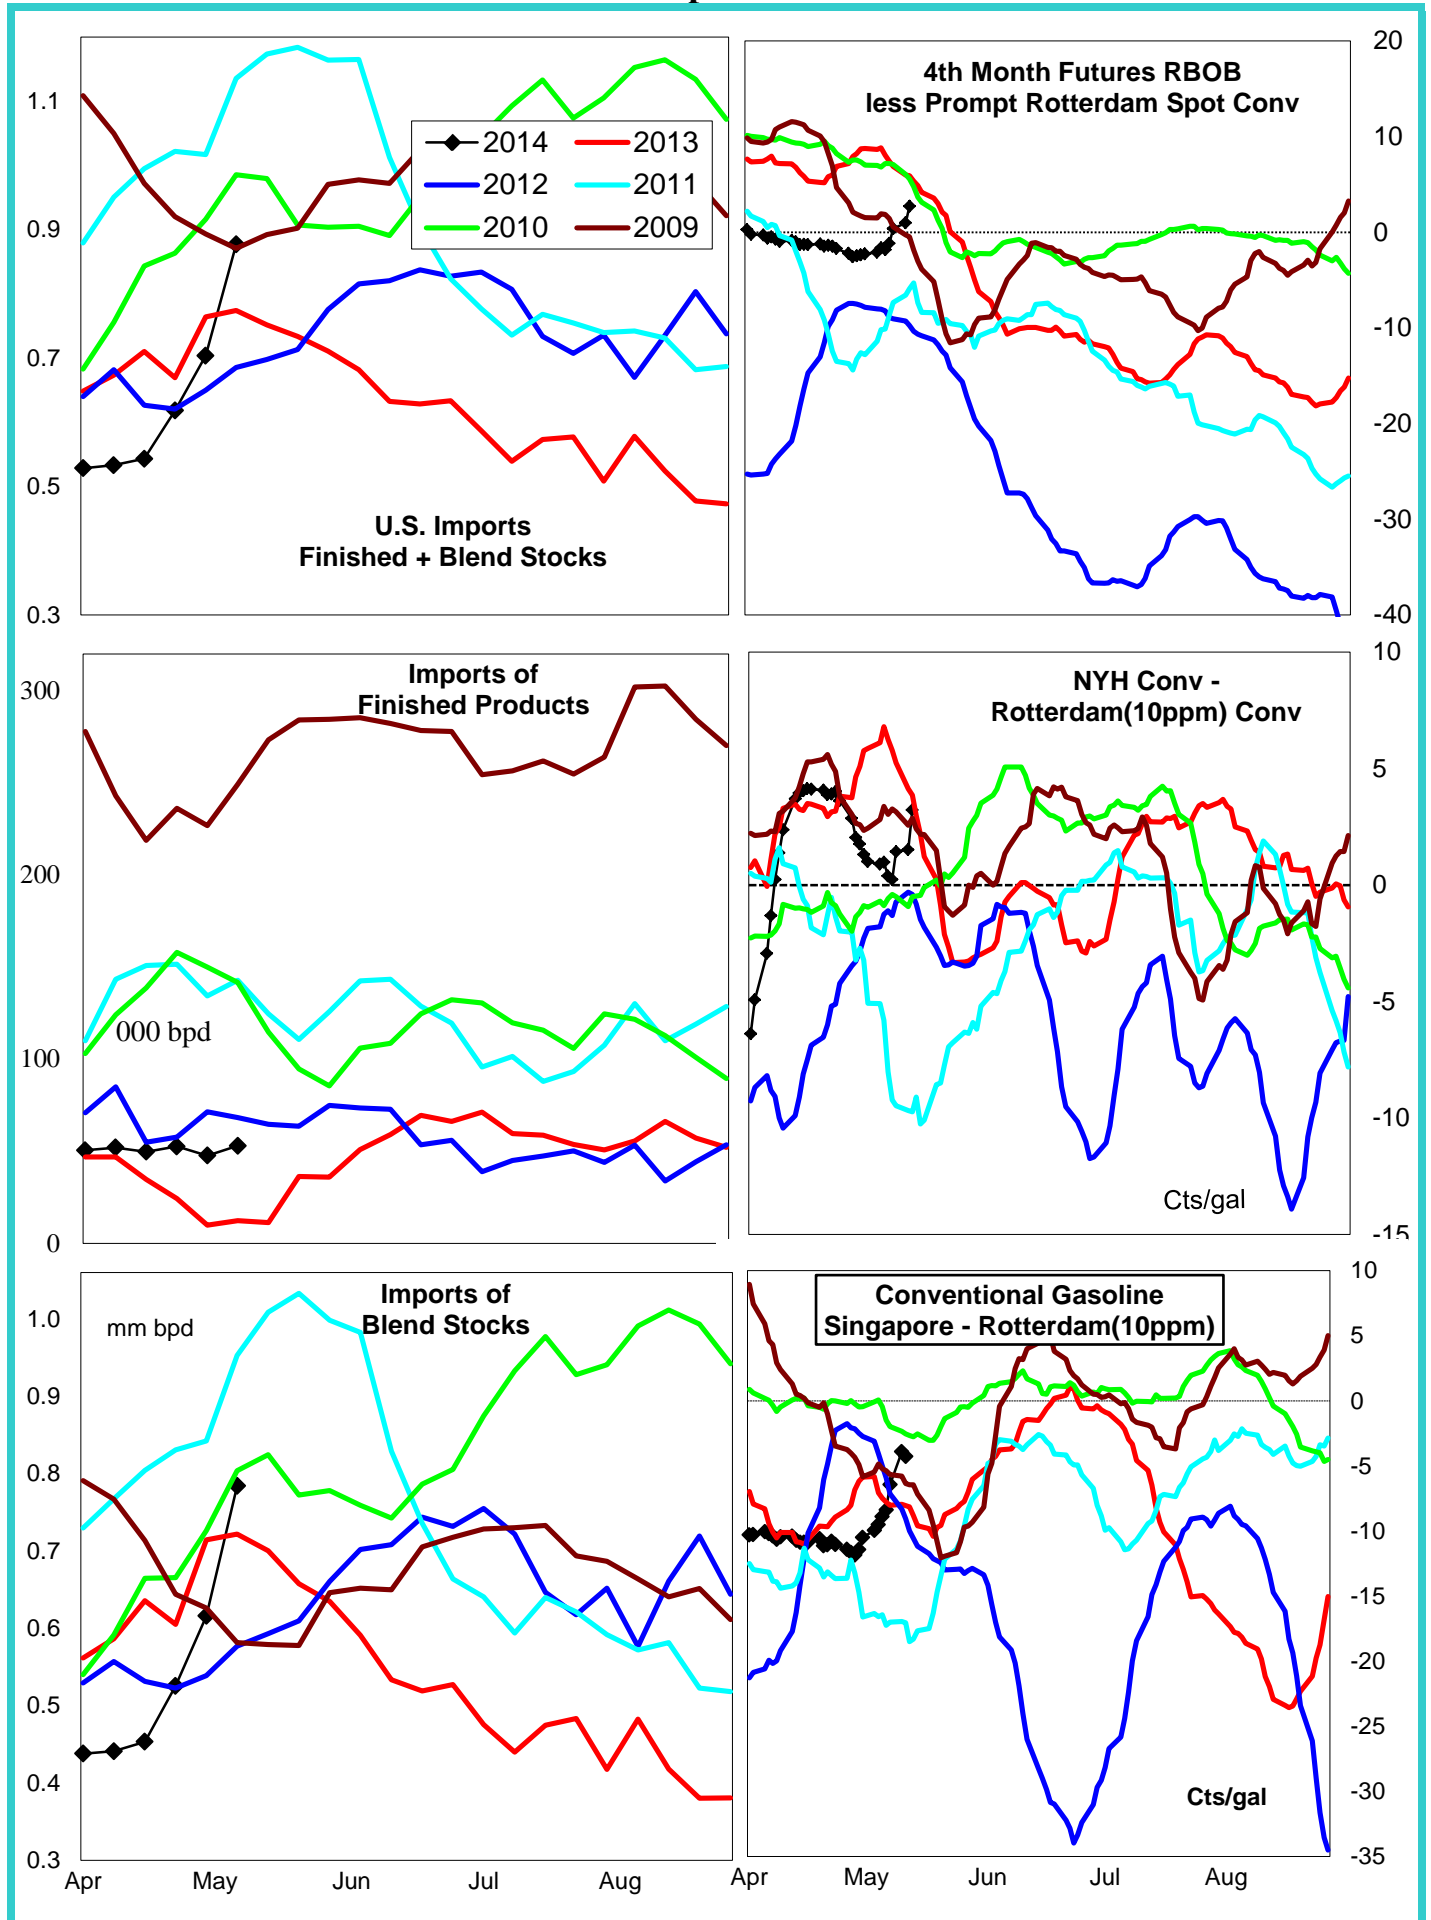 20
4th Month Futures RBOB
less Prompt Rotterdam Spot Conv
1.1
0.9
0.7
0.5
0.3
2014 2013
2012 2011
2010 2009
U.S. Imports
Finished + Blend Stocks
10
0
-10
-20
-30
-40
Imports of
Finished Products
300
200
100
0
000 bpd
NYH Conv -
Rotterdam(10ppm) Conv
10
5
0
-5
-10
-15
Cts/gal
Imports of
Blend Stocks
mm bpd
1.0
0.9
0.8
0.7
0.6
0.5
0.4
0.3
Apr May Jun Jul Aug
Conventional Gasoline
Singapore - Rotterdam(10ppm)
10
5
0
-5
-10
-15
-20
-25
-30
-35
Cts/gal
Apr May Jun Jul Aug